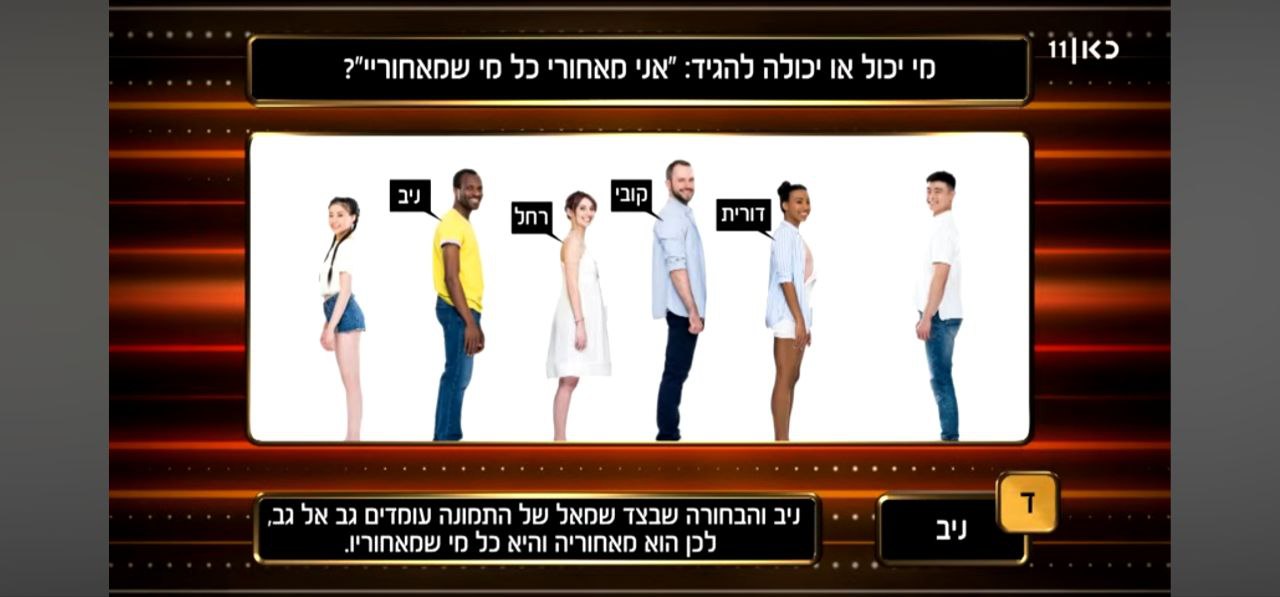 כאן 11
מי יכול או יכולה להגיד: "אני מאחורי כל מי שמאחוריי"?
ניב
רחל
קובי
דורית
ד
ניב
ניב והבחורה שבצד שמאל של התמונה עומדים גב אל גב,
לכן הוא מאחוריה והיא כל מי שמאחוריו.